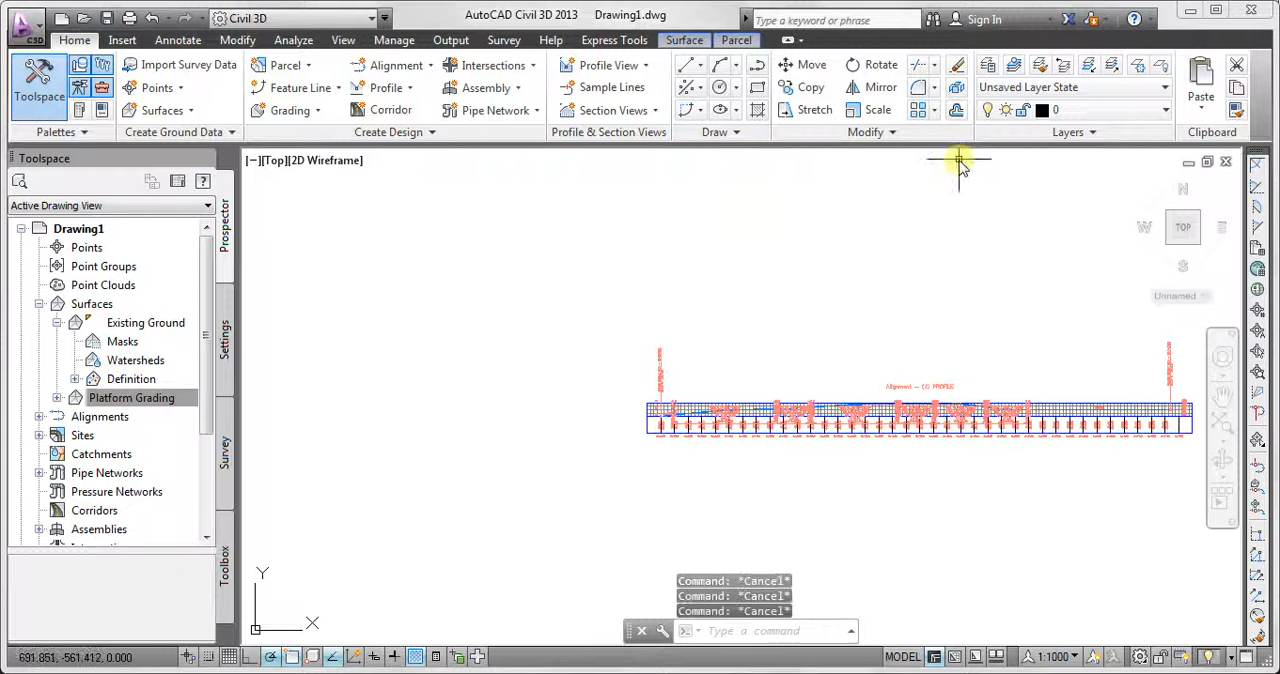 Civil 3D
AutoCAD Civil 3D 2013 Drawing1.dwg
Type a keyword or phrase
Sign In
C3D
Home Insert Annotate Modify Analyze View Manage Output Survey Help Express Tools Surface Parcel
Toolspace
Import Survey Data
Points
Surfaces
Parcel
Feature Line
Grading
Alignment
Profile
Corridor
Intersections
Assembly
Pipe Network
Profile View
Sample Lines
Section Views
Move
Copy
Stretch
Rotate
Mirror
Scale
Unsaved Layer State
0
Paste
Palettes
Create Ground Data
Create Design
Profile & Section Views
Draw
Modify
Layers
Clipboard
Toolspace
Active Drawing View
Drawing1
Points
Point Groups
Point Clouds
Surfaces
Existing Ground
Masks
Watersheds
Definition
Platform Grading
Alignments
Sites
Catchments
Pipe Networks
Pressure Networks
Corridors
Assemblies
Prospector
Settings
Survey
Toolbox
[−][Top][2D Wireframe]
N
W TOP E
S
Unnamed
Alignment - (2) PROFILE
Y
X
Command: *Cancel*
Command: *Cancel*
Command: *Cancel*
Type a command
691.851, -561.412, 0.000
MODEL
1:1000